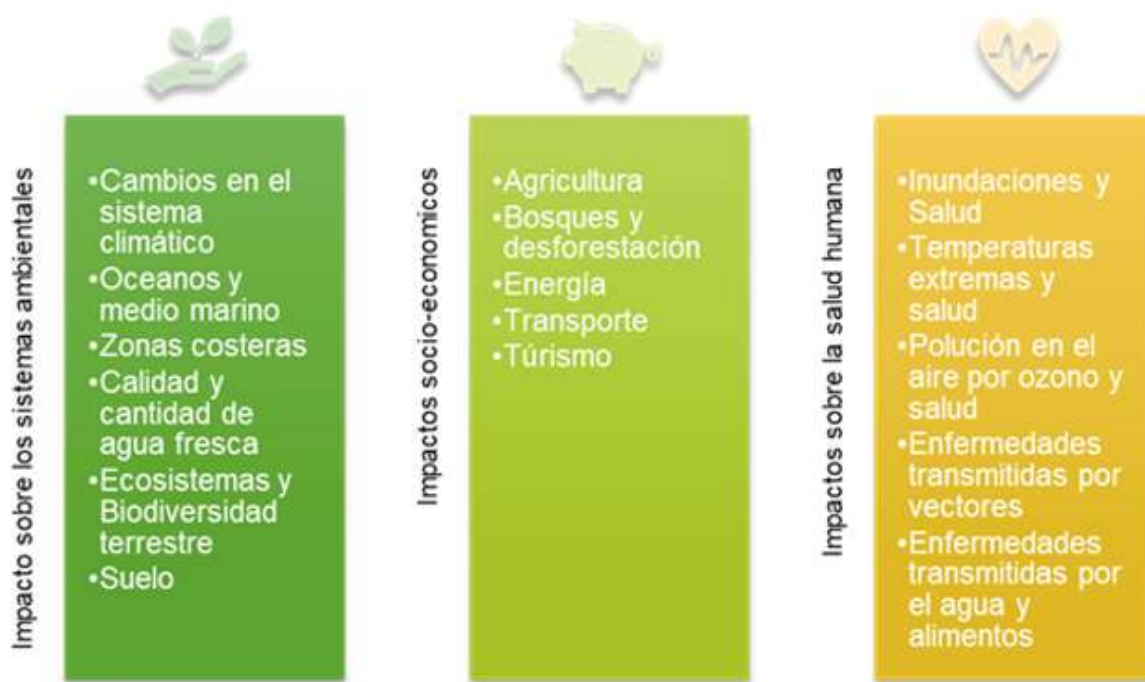 Impacto sobre los sistemas ambientales
•Cambios en el
sistema
climático
•Oceanos y
medio marino
•Zonas costeras
•Calidad y
cantidad de
agua fresca
•Ecosistemas y
Biodiversidad
terrestre
•Suelo
Impactos socio-economicos
•Agricultura
•Bosques y
desforestación
•Energía
•Transporte
•Túrismo
Impactos sobre la salud humana
•Inundaciones y
Salud
•Temperaturas
extremas y
salud
•Polución en el
aire por ozono y
salud
•Enfermedades
transmitidas por
vectores
•Enfermedades
transmitidas por
el agua y
alimentos